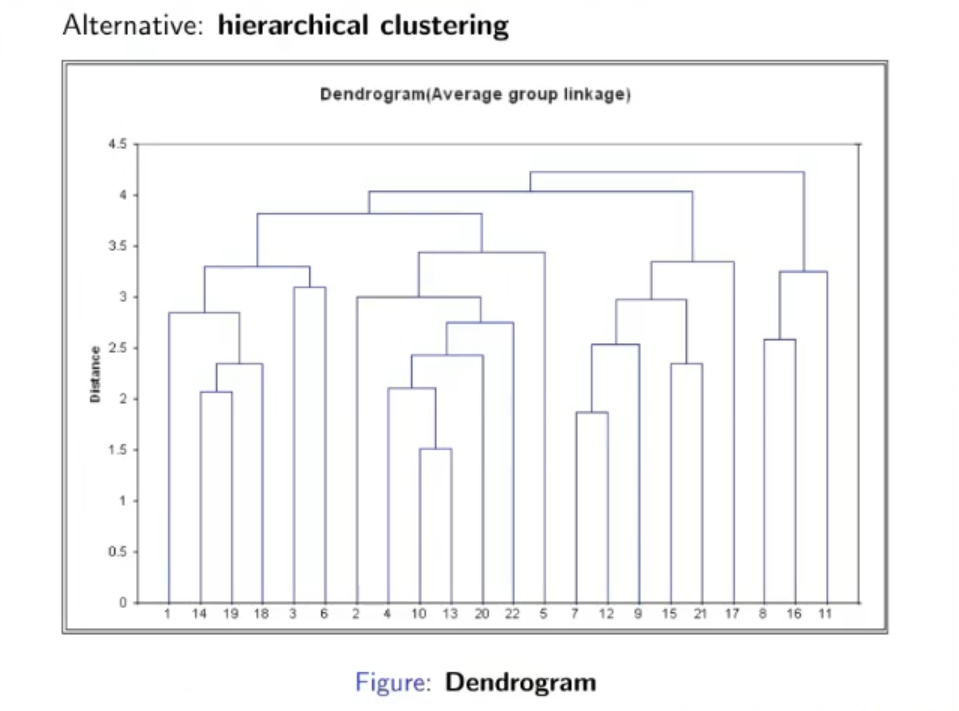 Alternative: hierarchical clustering
Dendrogram(Average group linkage)
4.5
4
3.5
3
2.5
2
1.5
1
0.5
0
Distance
1 14 19 18 3 6 2 4 10 13 20 22 5 7 12 9 15 21 17 8 16 11
Figure: Dendrogram